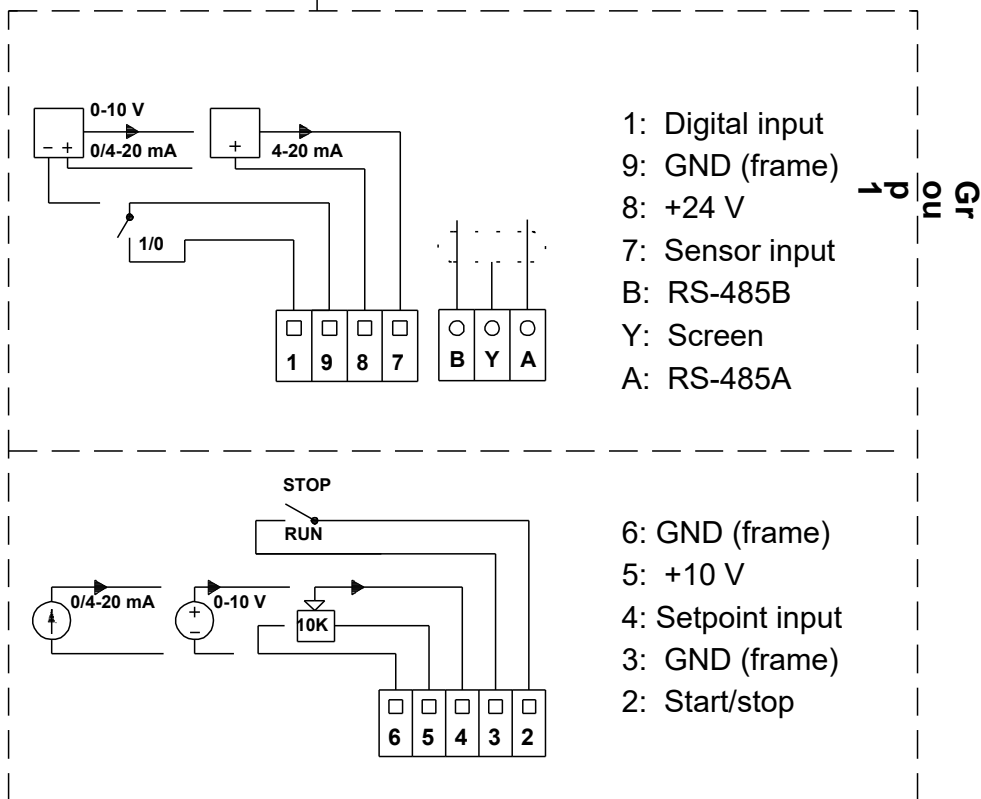 0-10 V
- +
0/4-20 mA
+
4-20 mA
1/0
1 9 8 7
B Y A
1: Digital input
9: GND (frame)
8: +24 V
7: Sensor input
B: RS-485B
Y: Screen
A: RS-485A
Gr
ou
p
1
STOP
RUN
0/4-20 mA
+
-
0-10 V
10K
6 5 4 3 2
6: GND (frame)
5: +10 V
4: Setpoint input
3: GND (frame)
2: Start/stop